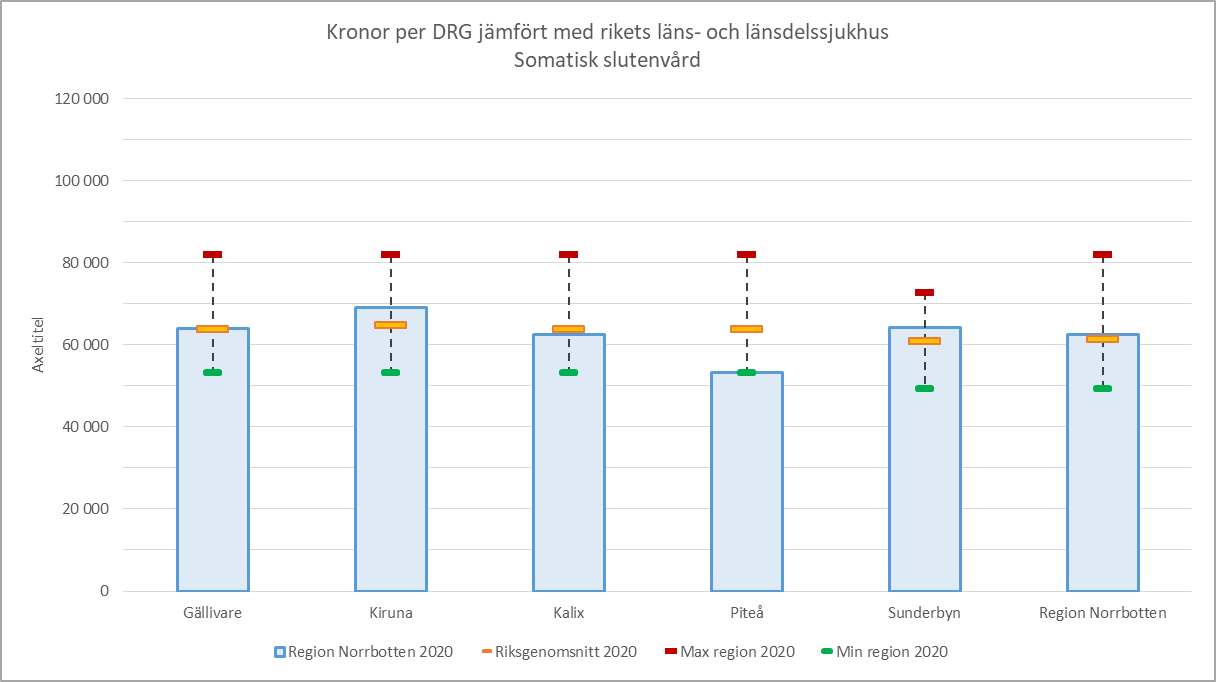 Kronor per DRG jämfört med rikets läns- och länsdelssjukhus
Somatisk slutenvård
120 000
100 000
80 000
60 000
40 000
20 000
0
Axeltitel
Gällivare
Kiruna
Kalix
Piteå
Sunderbyn
Region Norrbotten
Region Norrbotten 2020
Riksgenomsnitt 2020
Max region 2020
Min region 2020